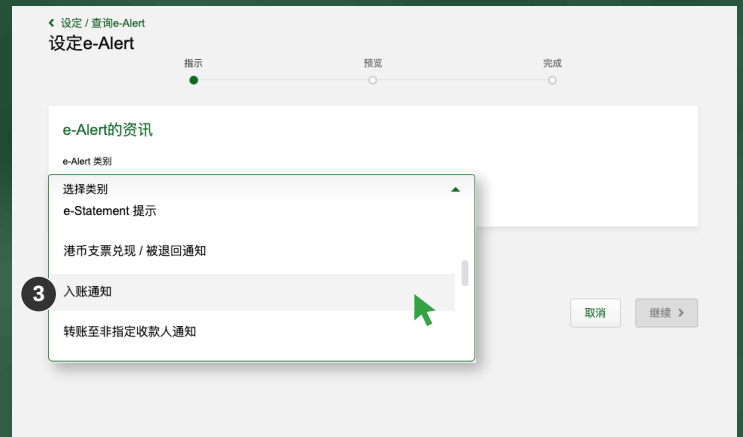 设定 / 查询e-Alert
设定e-Alert
指示 预览 完成
e-Alert的资讯
e-Alert 类别
选择类别
e-Statement 提示
港币支票兑现 / 被退回通知
3 入账通知
转账至非指定收款人通知
取消 继续